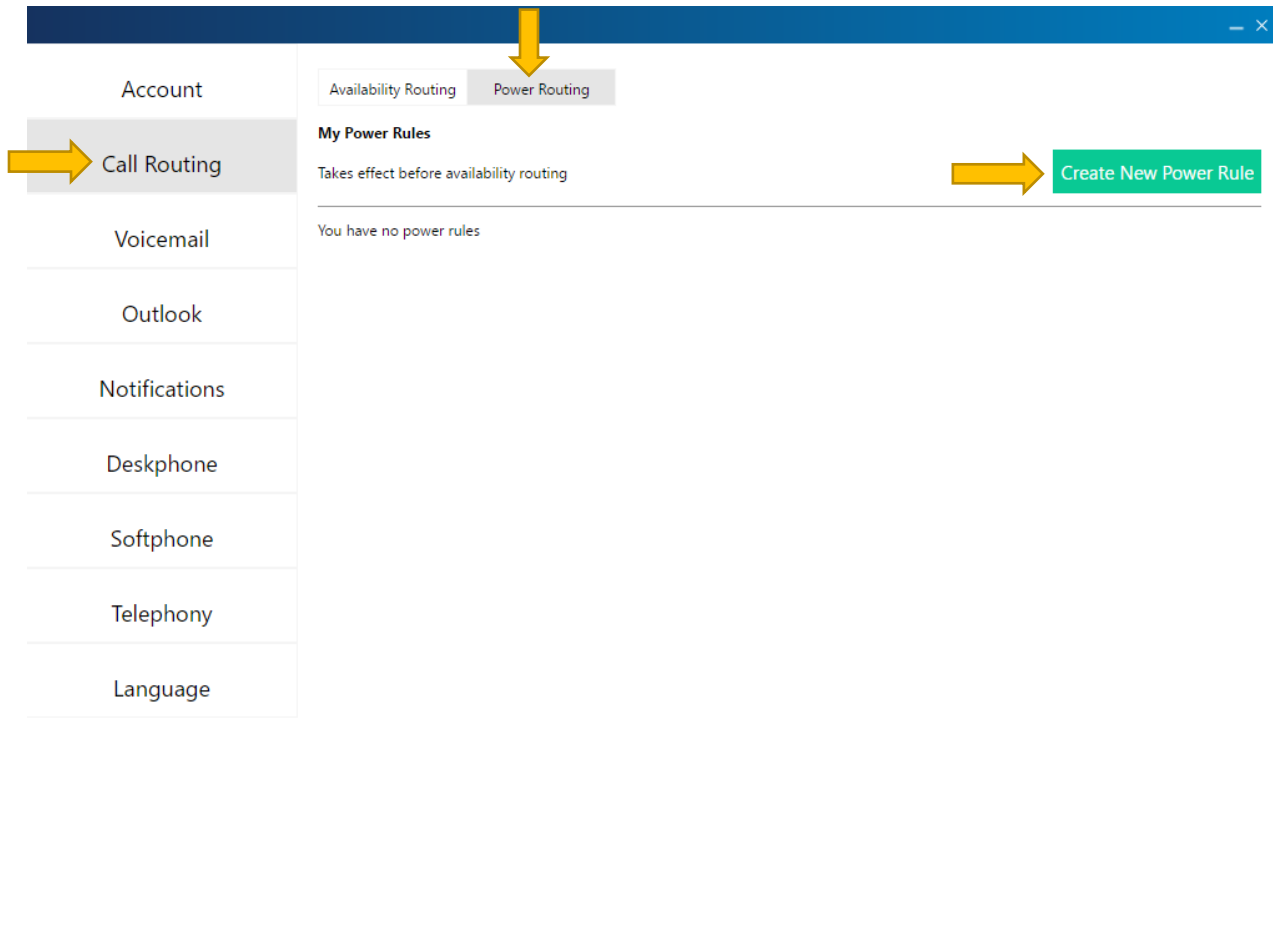 Account
Call Routing
Voicemail
Outlook
Notifications
Deskphone
Softphone
Telephony
Language
Availability Routing
Power Routing
My Power Rules
Takes effect before availability routing
Create New Power Rule
You have no power rules